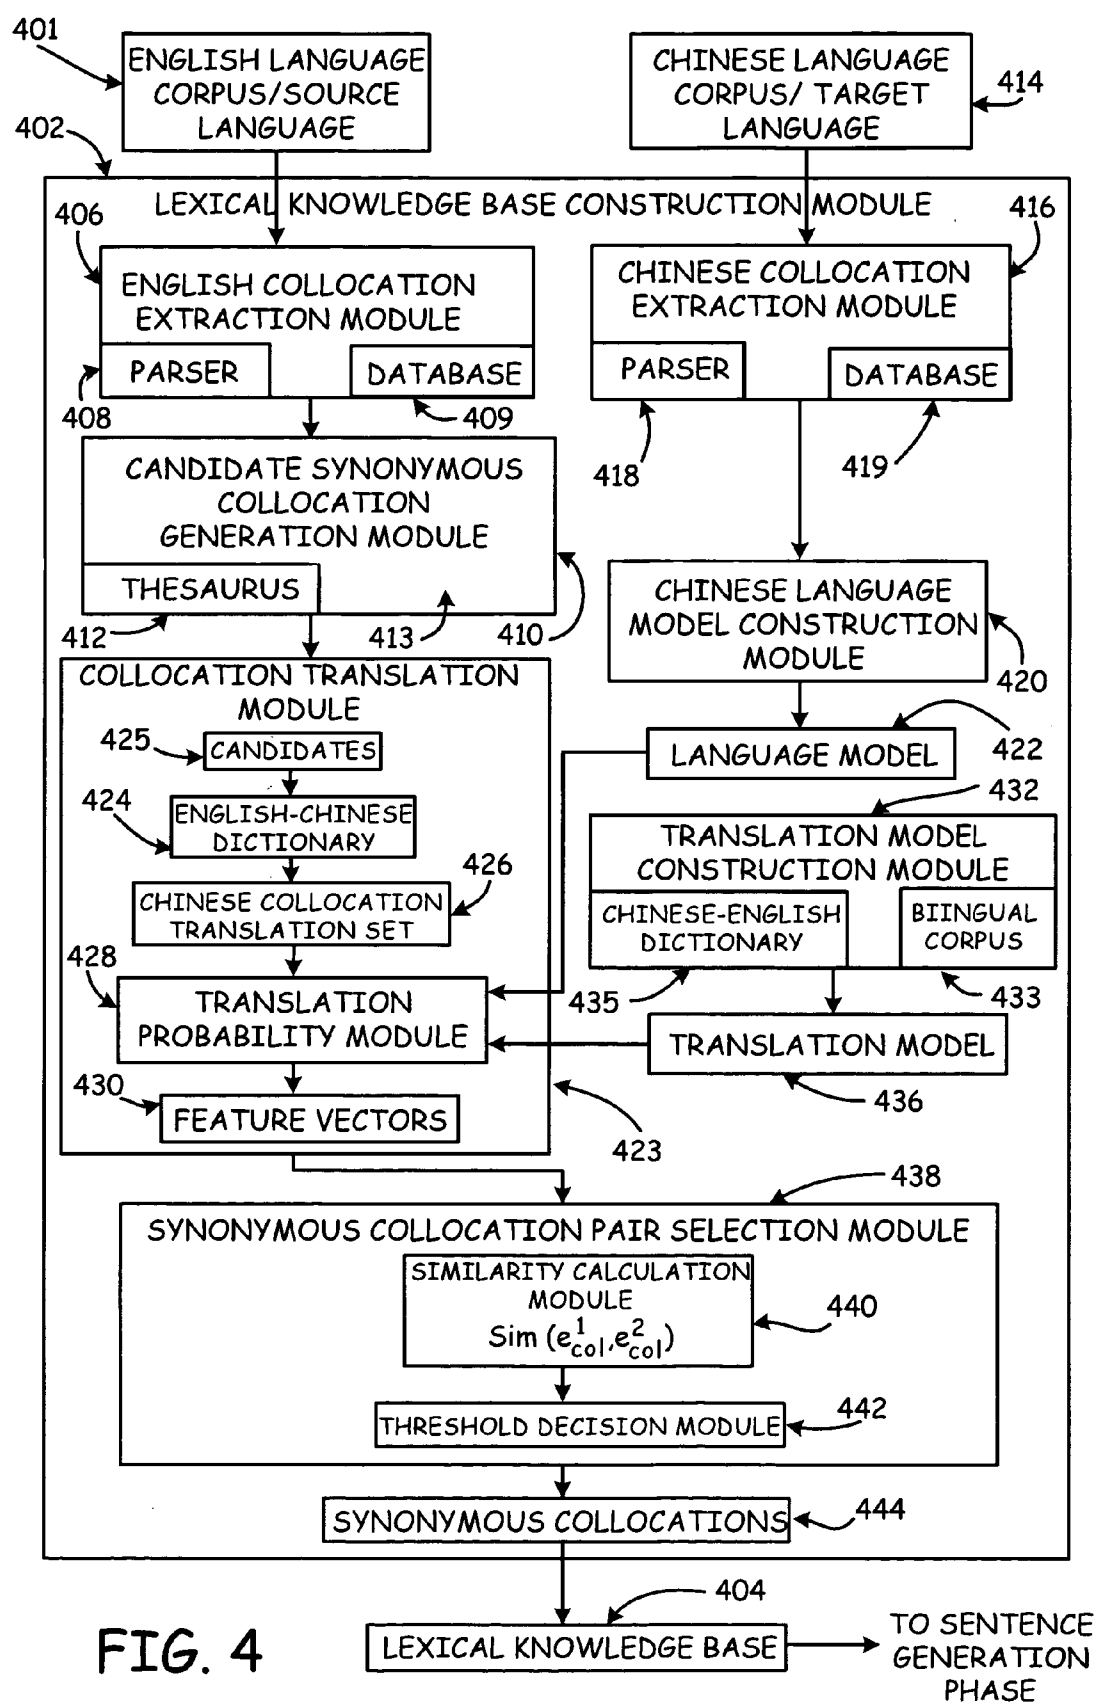 401
ENGLISH LANGUAGE
CORPUS/SOURCE
LANGUAGE
CHINESE LANGUAGE
CORPUS/ TARGET
LANGUAGE
414
402
LEXICAL KNOWLEDGE BASE CONSTRUCTION MODULE
406
ENGLISH COLLOCATION
EXTRACTION MODULE
PARSER
DATABASE
408
409
CHINESE COLLOCATION
EXTRACTION MODULE
416
PARSER
DATABASE
418
419
CANDIDATE SYNONYMOUS
COLLOCATION
GENERATION MODULE
THESAURUS
412
413
410
CHINESE LANGUAGE
MODEL CONSTRUCTION
MODULE
420
COLLOCATION TRANSLATION
MODULE
425
CANDIDATES
424
ENGLISH-CHINESE
DICTIONARY
CHINESE COLLOCATION
TRANSLATION SET
426
428
TRANSLATION
PROBABILITY MODULE
430
FEATURE VECTORS
423
LANGUAGE MODEL
422
432
TRANSLATION MODEL
CONSTRUCTION MODULE
CHINESE-ENGLISH
DICTIONARY
BIINGUAL
CORPUS
435
433
TRANSLATION MODEL
436
438
SYNONYMOUS COLLOCATION PAIR SELECTION MODULE
SIMILARITY CALCULATION
MODULE
Sim (e¹col,e²col)
440
THRESHOLD DECISION MODULE
442
SYNONYMOUS COLLOCATIONS
444
404
LEXICAL KNOWLEDGE BASE
TO SENTENCE
GENERATION
PHASE
FIG. 4